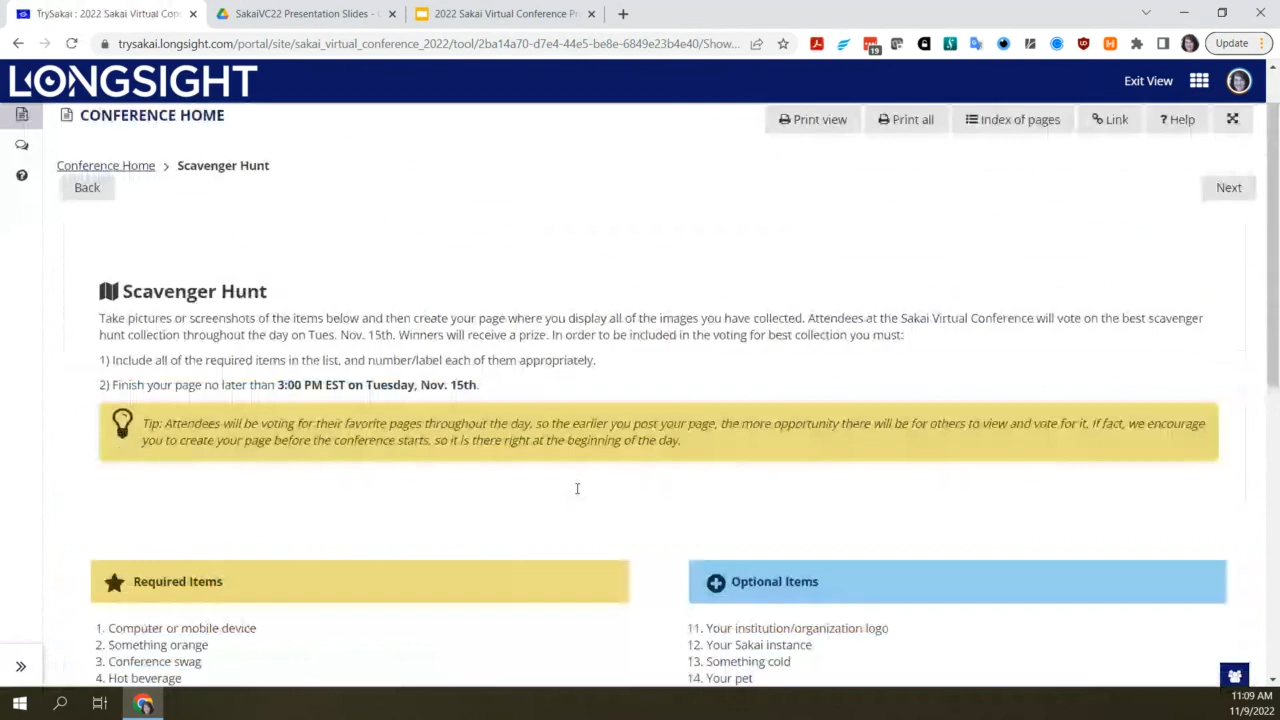 TrySakai : 2022 Sakai Virtual Con
SakaiVC22 Presentation Slides -
2022 Sakai Virtual Conference Pr
trysakai.longsight.com/portal/site/sakai_virtual_conference_2022/tool/2ba14a70-d7e4-44e5-be8e-6849e23b4e40/Show...
19
Update
LONGSIGHT
Exit View
CONFERENCE HOME
Print view
Print all
Index of pages
Link
? Help
Conference Home > Scavenger Hunt
Back
Next
Scavenger Hunt
Take pictures or screenshots of the items below and then create your page where you display all of the images you have collected. Attendees at the Sakai Virtual Conference will vote on the best scavenger
hunt collection throughout the day on Tues. Nov. 15th. Winners will receive a prize. In order to be included in the voting for best collection you must:
1) Include all of the required items in the list, and number/label each of them appropriately.
2) Finish your page no later than 3:00 PM EST on Tuesday, Nov. 15th.
Tip: Attendees will be voting for their favorite pages throughout the day, so the earlier you post your page, the more opportunity there will be for others to view and vote for it. If fact, we encourage
you to create your page before the conference starts, so it is there right at the beginning of the day.
Required Items
1. Computer or mobile device
2. Something orange
3. Conference swag
4. Hot beverage
Optional Items
11. Your institution/organization logo
12. Your Sakai instance
13. Something cold
14. Your pet
11:09 AM
11/9/2022